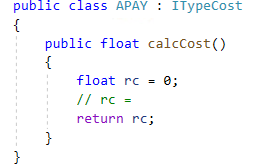 public class APAY : ITypeCost
{
    public float calcCost()
    {
        float rc = 0;
        // rc =
        return rc;
    }
}